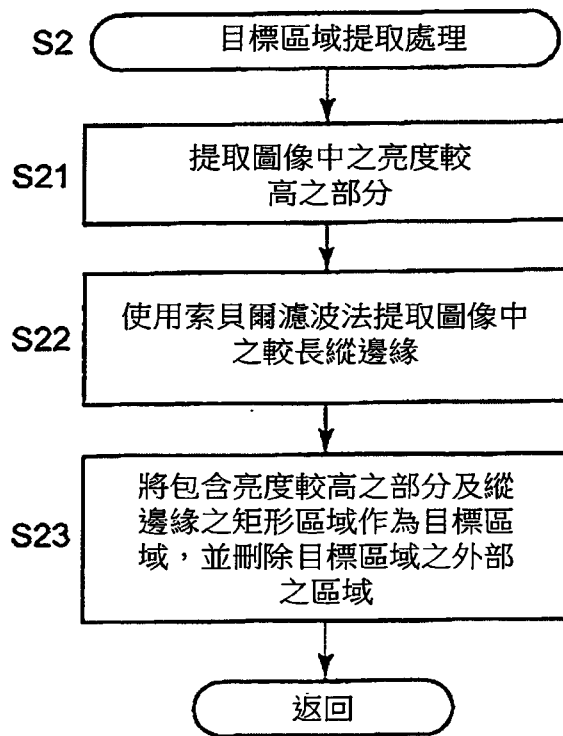 S2
目標區域提取處理
S21
提取圖像中之亮度較
高之部分
S22
使用索貝爾濾波法提取圖像中
之較長縱邊緣
S23
將包含亮度較高之部分及縱
邊緣之矩形區域作為目標區
域，並刪除目標區域之外部
之區域
返回